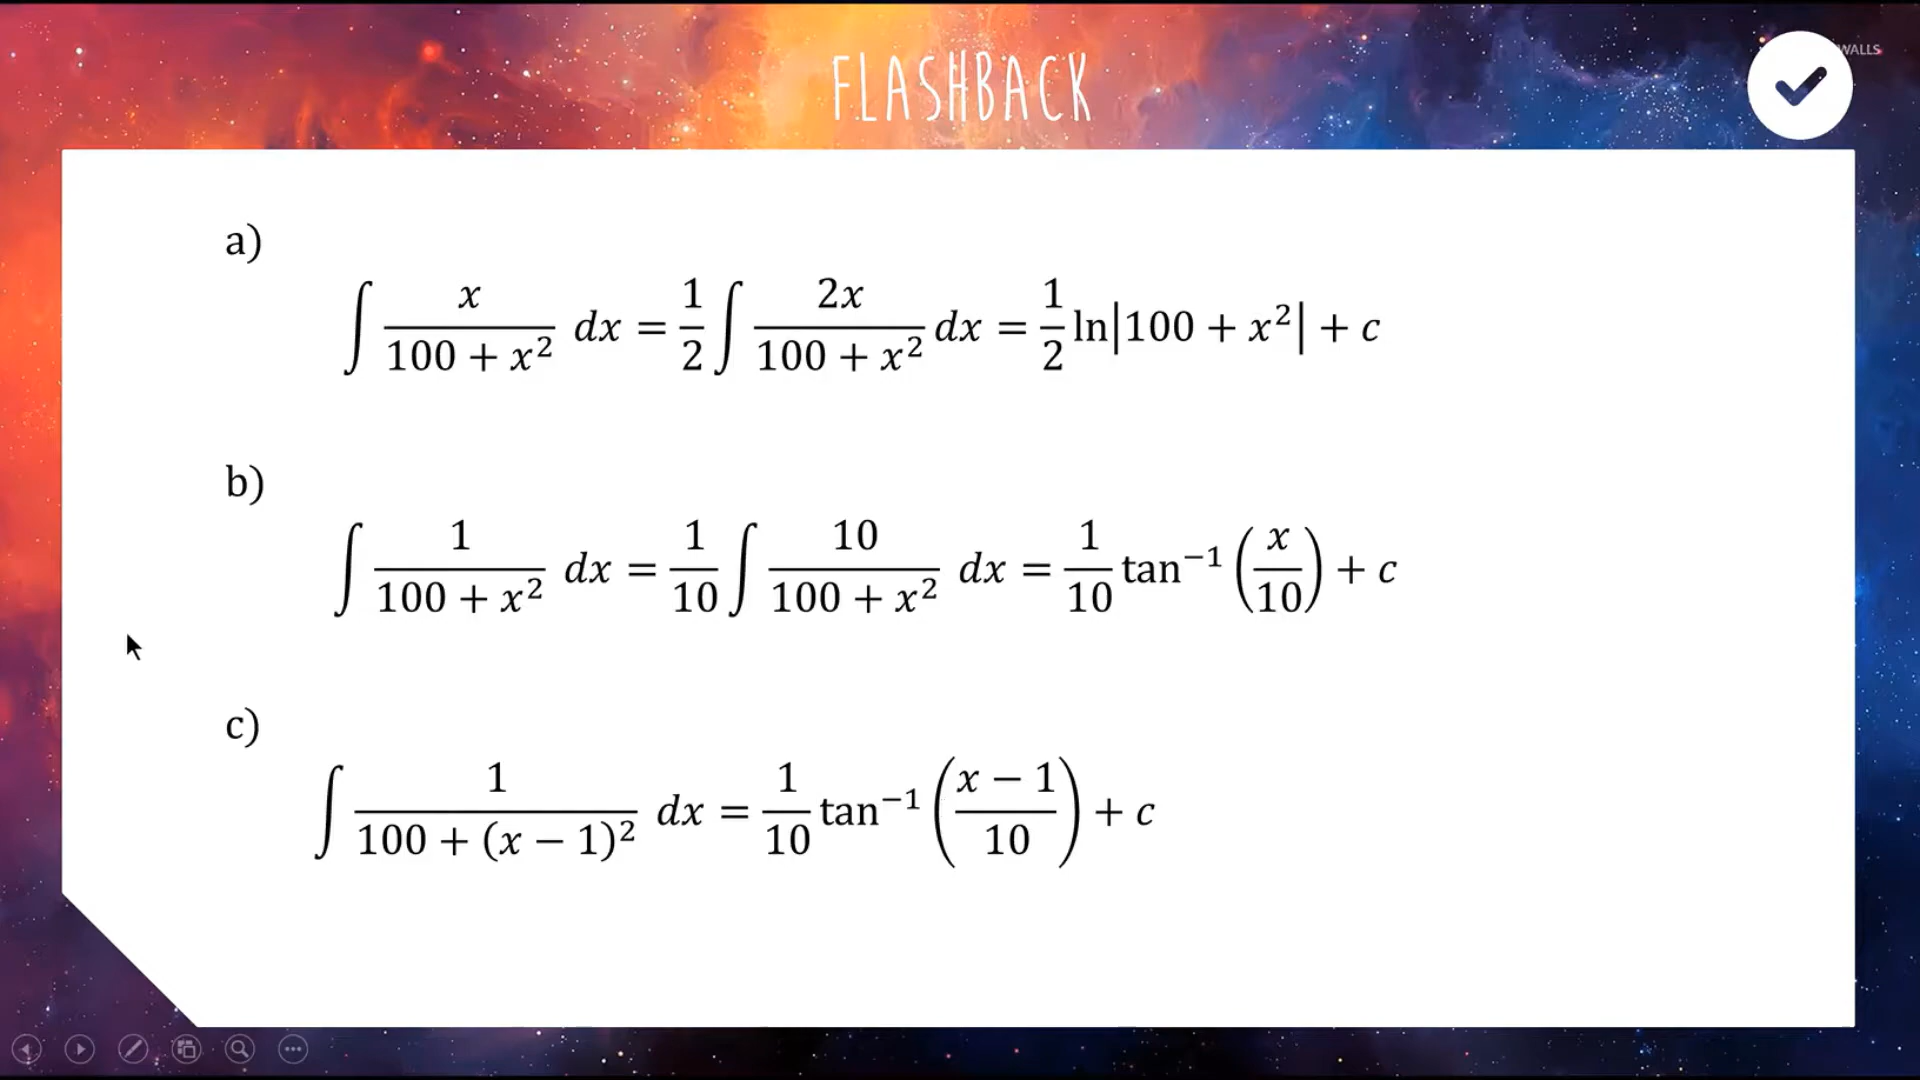 WALLS
FLASHBACK
a)
∫ x/(100 + x²) dx = 1/2 ∫ 2x/(100 + x²) dx = 1/2 ln|100 + x²| + c
b)
∫ 1/(100 + x²) dx = 1/10 ∫ 10/(100 + x²) dx = 1/10 tan⁻¹(x/10) + c
c)
∫ 1/(100 + (x − 1)²) dx = 1/10 tan⁻¹((x − 1)/10) + c